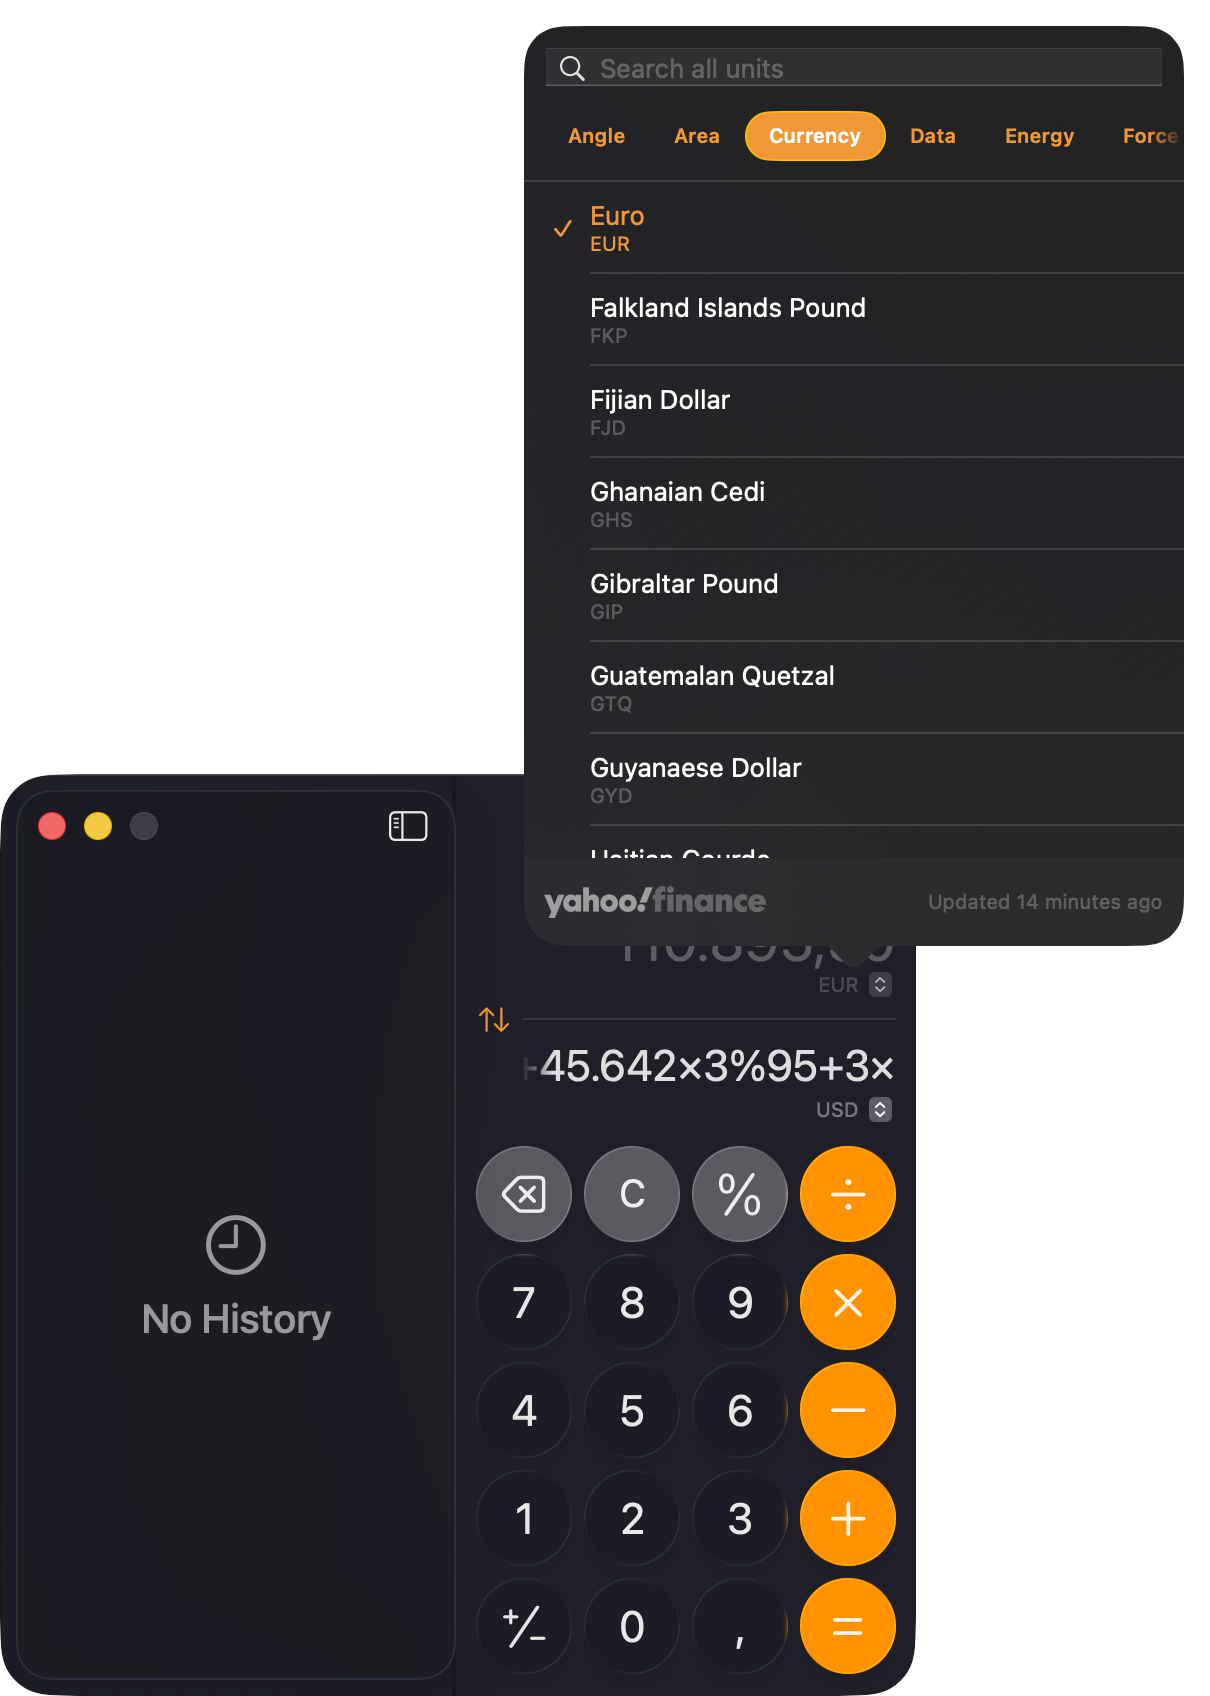 Search all units
Angle Area Currency Data Energy Force
Euro
EUR
Falkland Islands Pound
FKP
Fijian Dollar
FJD
Ghanaian Cedi
GHS
Gibraltar Pound
GIP
Guatemalan Quetzal
GTQ
Guyanaese Dollar
GYD
Haitian Gourde
yahoo!finance
Updated 14 minutes ago
EUR
+45.642×3%95+3×
USD
C % ÷
7 8 9 ×
4 5 6 −
1 2 3 +
+/− 0 , =
No History